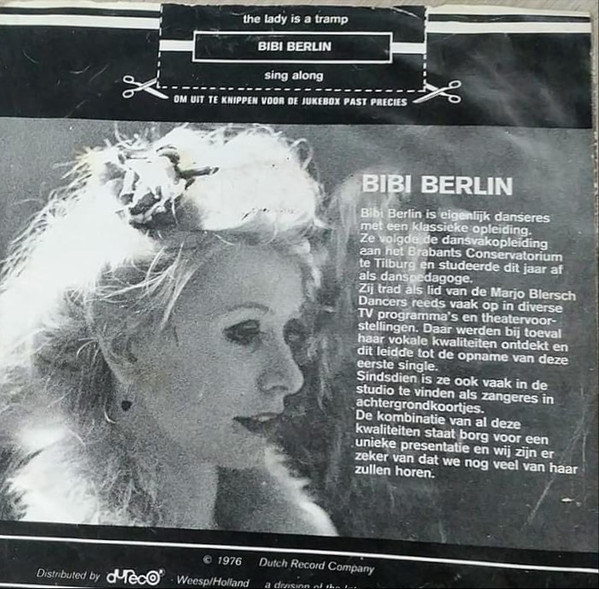 the lady is a tramp
BIBI BERLIN
sing along
OM UIT TE KNIPPEN VOOR DE JUKEBOX PAST PRECIES
BIBI BERLIN
Bibi Berlin is eigenlijk danseres
met een klassieke opleiding.
Ze volgde de dansvakopleiding
aan het Brabants Conservatorium
te Tilburg en studeerde dit jaar af
als danspedagoge.
Zij trad als lid van de Marjo Blersch
Dancers reeds vaak op in diverse
TV programma's en theatervoor-
stellingen. Daar werden bij toeval
haar vokale kwaliteiten ontdekt en
dit leidde tot de opname van deze
eerste single.
Sindsdien is ze ook vaak in de
studio te vinden als zangeres in
achtergrondkoortjes.
De kombinatie van al deze
kwaliteiten staat borg voor een
unieke presentatie en wij zijn er
zeker van dat we nog veel van haar
zullen horen.
© 1976 Dutch Record Company
Distributed by dureco Weesp/Holland a division of the